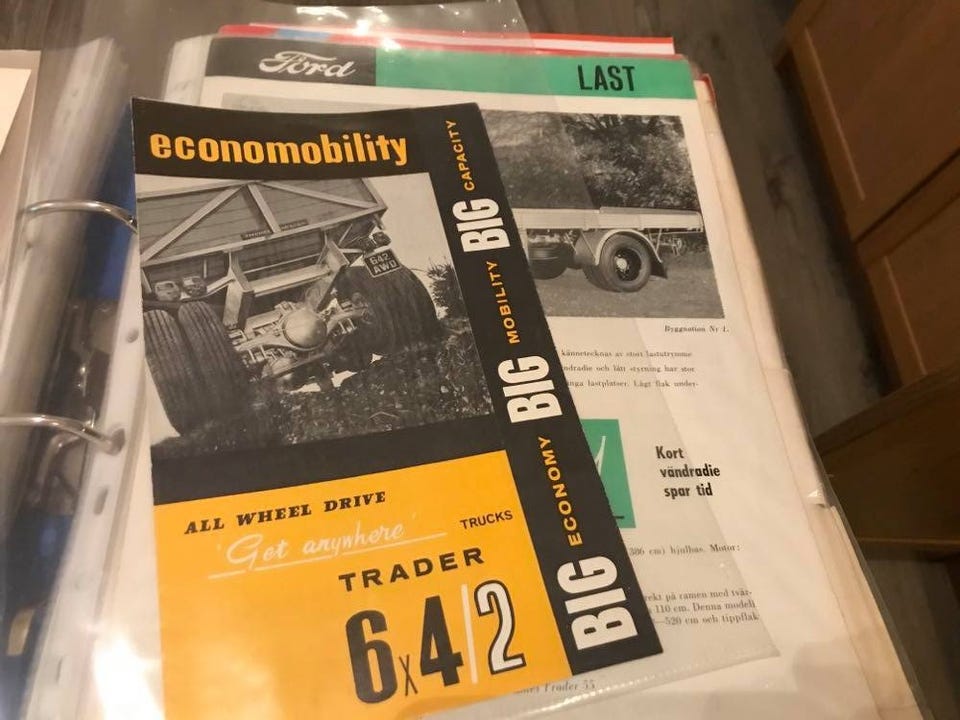 Ford
LAST
economobility
642
AWD
BIG CAPACITY
BIG MOBILITY
BIG ECONOMY
ALL WHEEL DRIVE
'Get anywhere'
TRUCKS
TRADER
6x4/2
Byggnation Nr 1.
kännetecknas av stort lastutrymme
ndradie och lätt styrning har stor
lastplatser. Lågt flak under-
Kort
vändradie
spar tid
386 cm) hjulbas. Motor:
rekt på ramen med tvär-
110 cm. Denna modell
—520 cm och tippflak
Trader 55